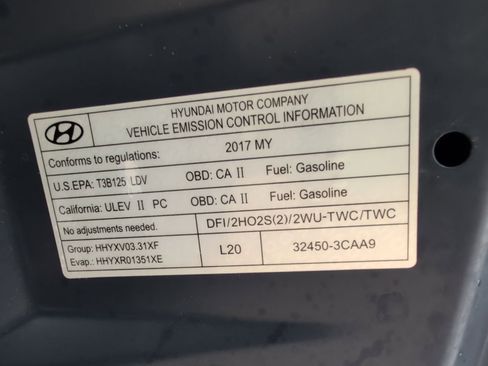 HYUNDAI MOTOR COMPANY
VEHICLE EMISSION CONTROL INFORMATION
Conforms to regulations: 2017 MY
U.S.EPA: T3B125 LDV OBD: CA II Fuel: Gasoline
California: ULEV II PC OBD: CA II Fuel: Gasoline
No adjustments needed. DFI/2HO2S(2)/2WU-TWC/TWC
Group: HHYXV03.31XF
Evap.: HHYXR01351XE
L20
32450-3CAA9